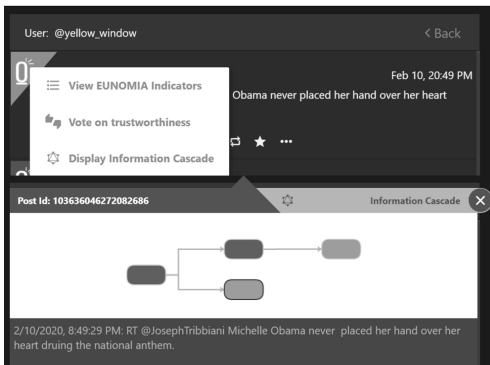 User: @yellow_window
< Back
Feb 10, 20:49 PM
View EUNOMIA Indicators
Obama never placed her hand over her heart
Vote on trustworthiness
Display Information Cascade
Post Id: 103636046272082686
Information Cascade
2/10/2020, 8:49:29 PM: RT @JosephTribbiani Michelle Obama never placed her hand over her
heart druing the national anthem.